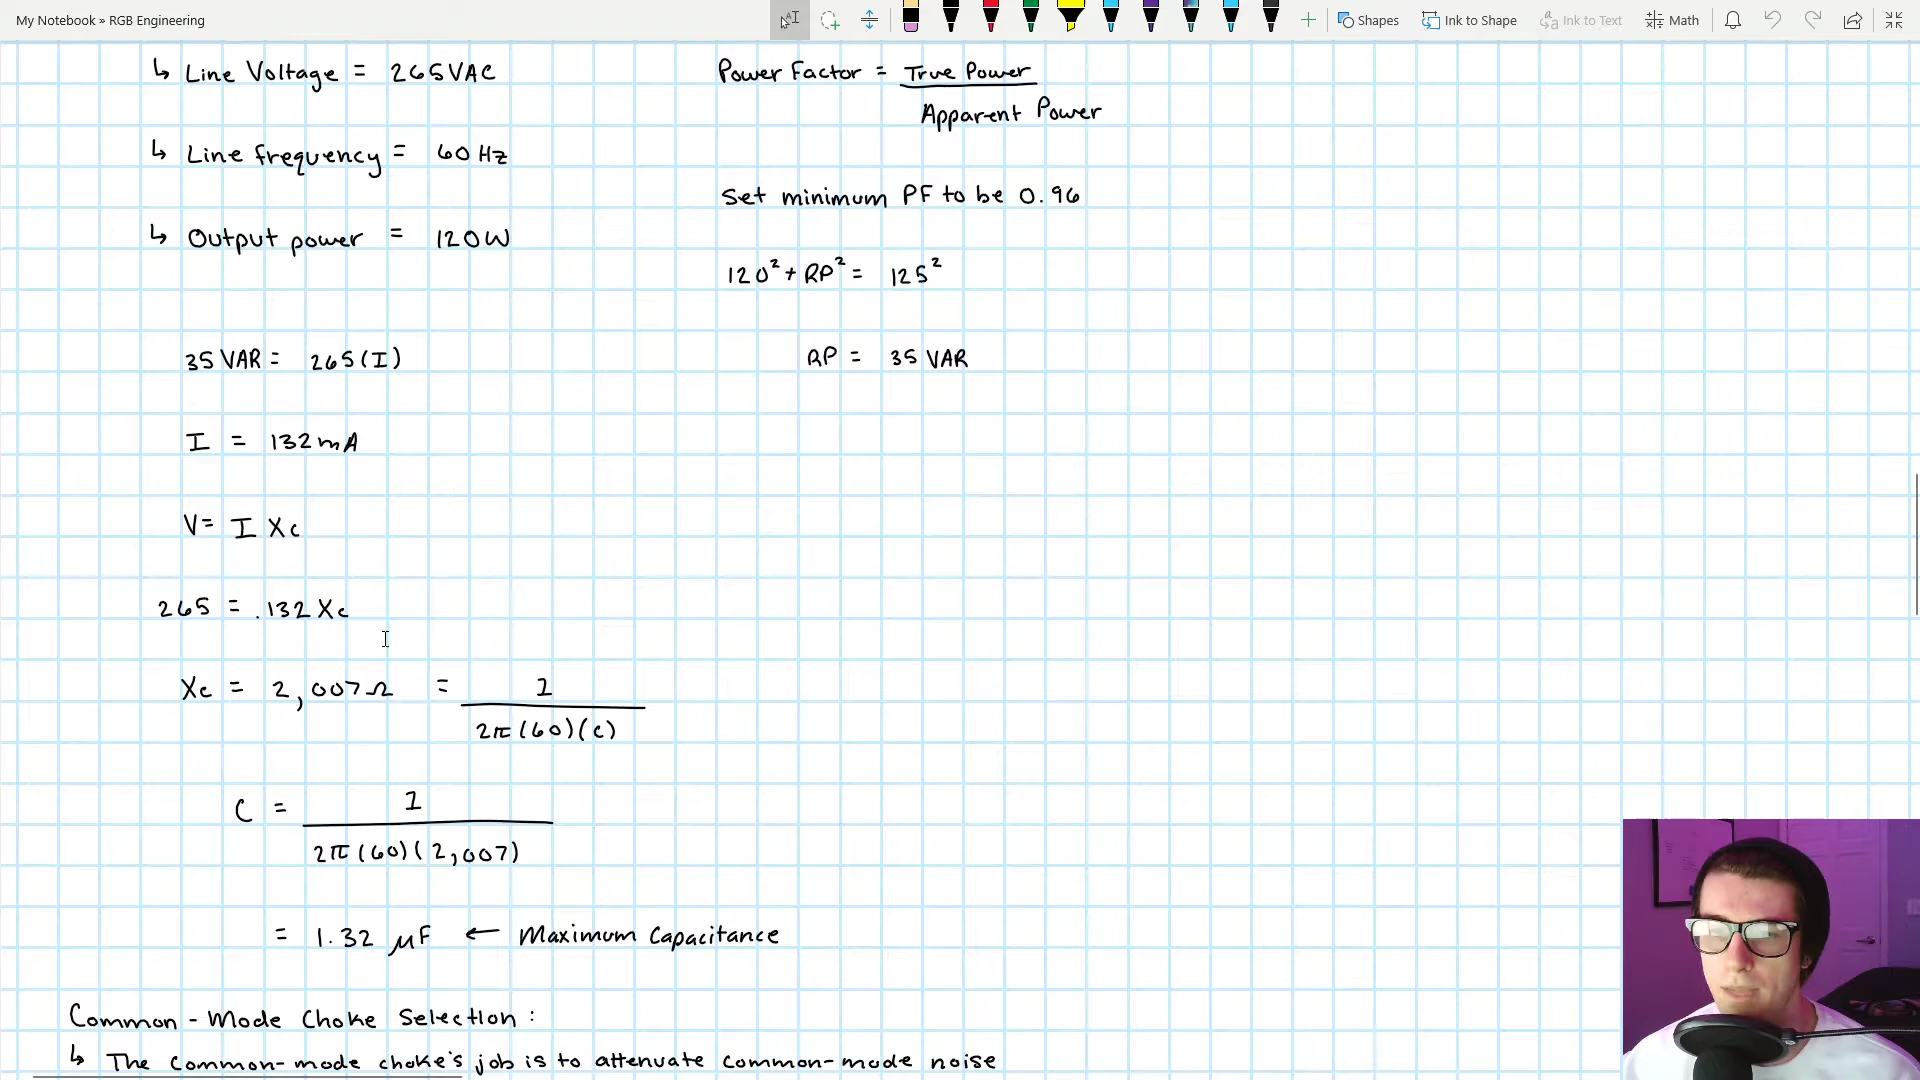 My Notebook » RGB Engineering
Shapes
Ink to Shape
Ink to Text
Math
↳ Line Voltage = 265VAC
↳ Line frequency = 60 Hz
↳ Output power = 120W
35 VAR = 265(I)
I = 132mA
V = I Xc
265 = .132 Xc
Xc = 2,007Ω = 1
2π(60)(C)
C = 1
2π(60)(2,007)
= 1.32 μF ← Maximum Capacitance
Power Factor = True Power
Apparent Power
Set minimum PF to be 0.96
120² + RP² = 125²
RP = 35 VAR
Common-Mode Choke Selection:
↳ The common-mode choke's job is to attenuate common-mode noise